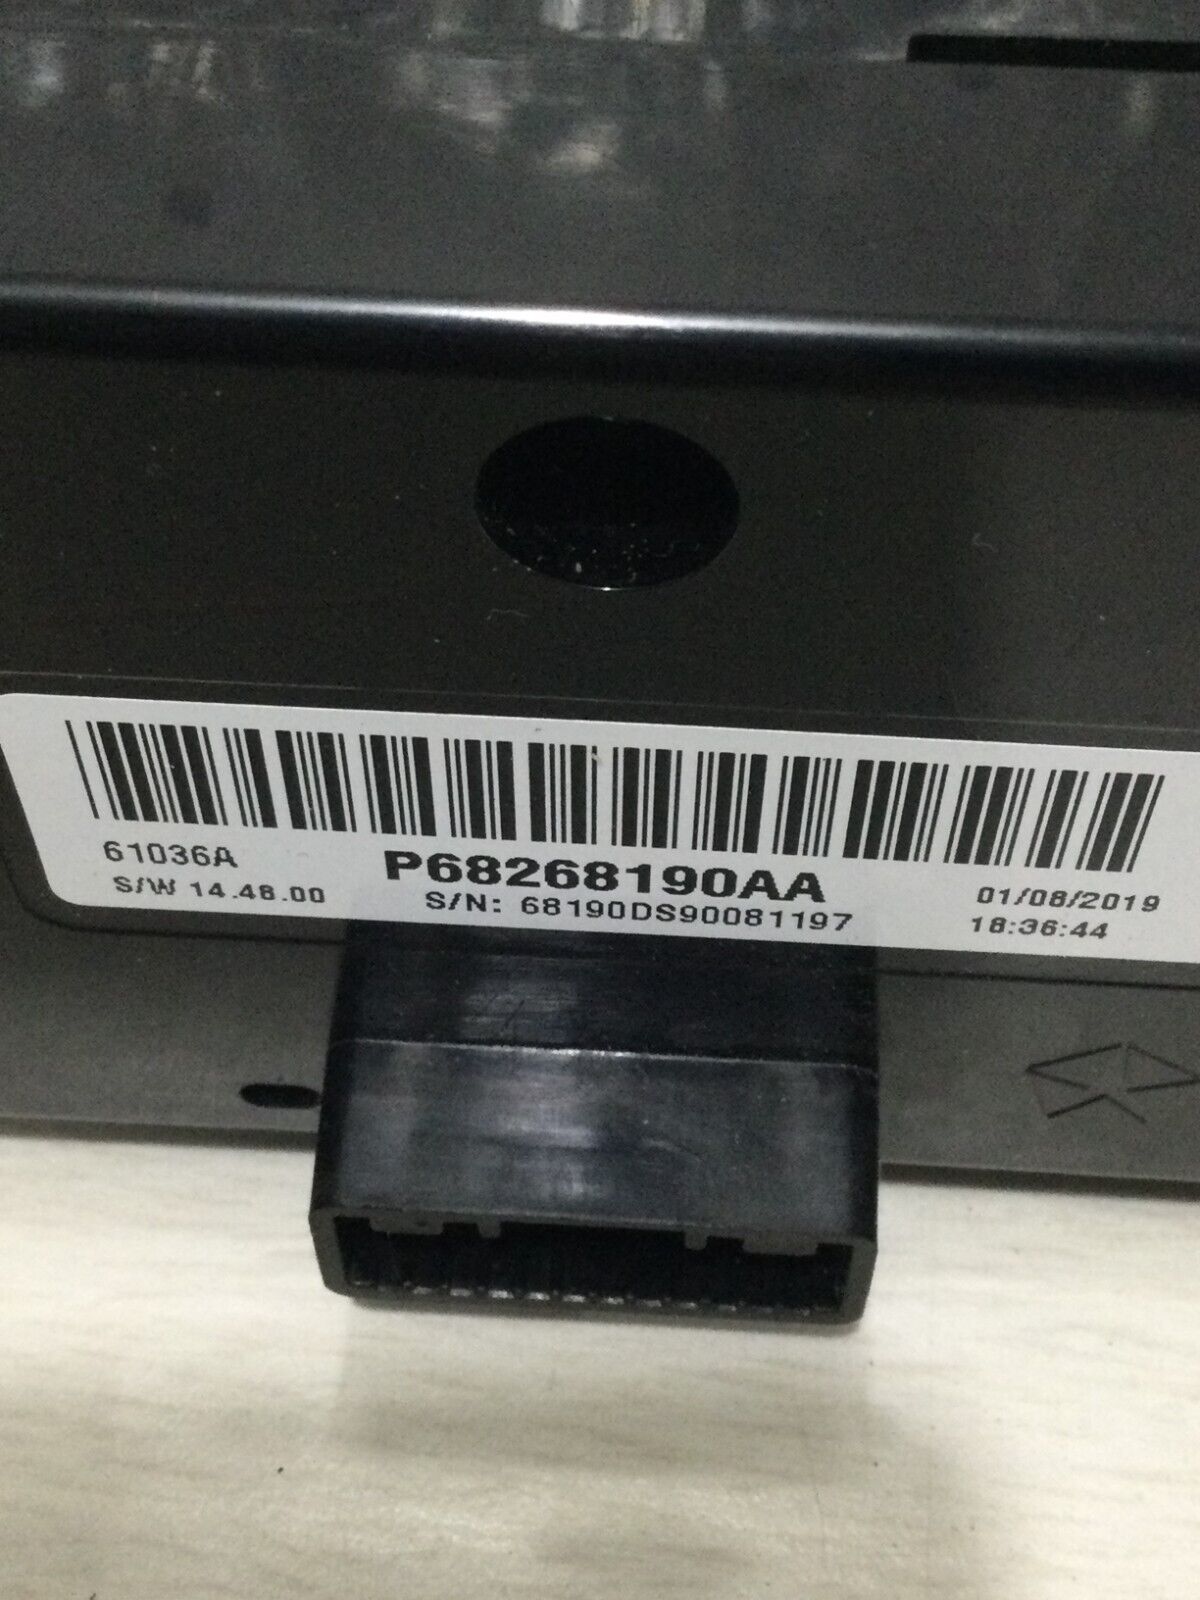 61036A
P68268190AA
01/08/2019
S/W 14.48.00
S/N: 68190DS90081197
18:36:44